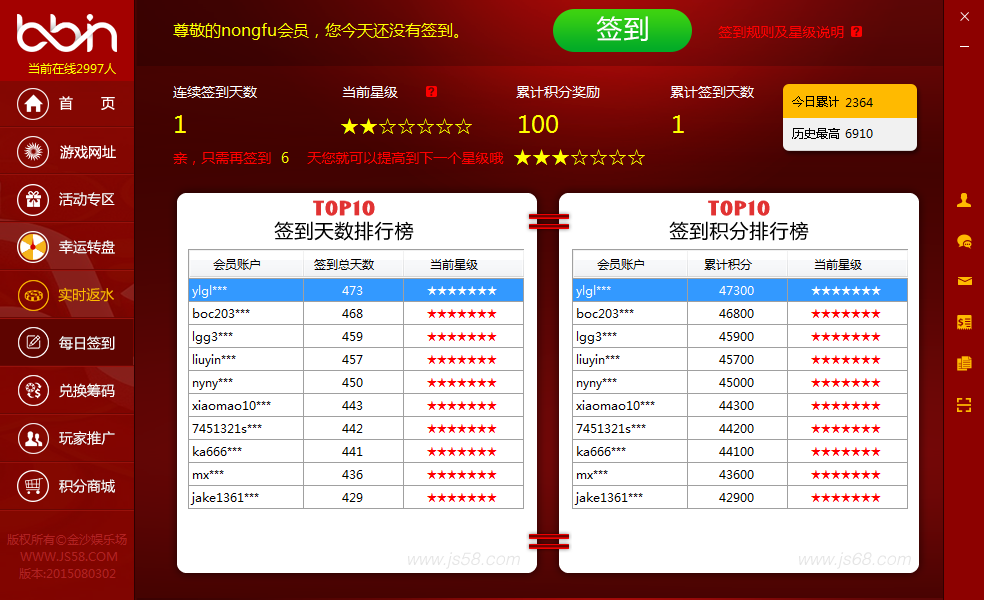 bbin
当前在线2997人
首 页
游戏网址
活动专区
幸运转盘
实时返水
每日签到
兑换筹码
玩家推广
积分商城
版权所有©金沙娱乐场
WWW.JS58.COM
版本:2015080302
尊敬的nongfu会员，您今天还没有签到。
签到
签到规则及星级说明 ?
连续签到天数 当前星级 ? 累计积分奖励 累计签到天数
1 ★★☆☆☆☆☆ 100 1
亲，只需再签到 6 天您就可以提高到下一个星级哦 ★★★☆☆☆☆
今日累计 2364
历史最高 6910
TOP10
签到天数排行榜
会员账户 签到总天数 当前星级
ylgl*** 473 ★★★★★★★
boc203*** 468 ★★★★★★★
lgg3*** 459 ★★★★★★★
liuyin*** 457 ★★★★★★★
nyny*** 450 ★★★★★★★
xiaomao10*** 443 ★★★★★★★
7451321s*** 442 ★★★★★★★
ka666*** 441 ★★★★★★★
mx*** 436 ★★★★★★★
jake1361*** 429 ★★★★★★★
www.js58.com
TOP10
签到积分排行榜
会员账户 累计积分 当前星级
ylgl*** 47300 ★★★★★★★
boc203*** 46800 ★★★★★★★
lgg3*** 45900 ★★★★★★★
liuyin*** 45700 ★★★★★★★
nyny*** 45000 ★★★★★★★
xiaomao10*** 44300 ★★★★★★★
7451321s*** 44200 ★★★★★★★
ka666*** 44100 ★★★★★★★
mx*** 43600 ★★★★★★★
jake1361*** 42900 ★★★★★★★
www.js68.com